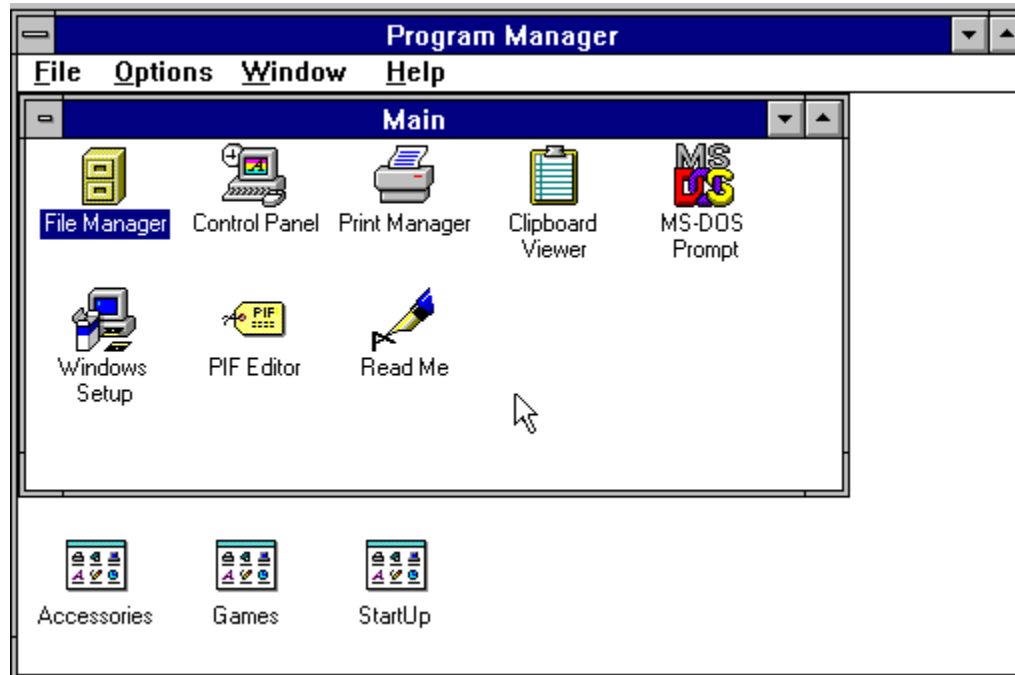 Program Manager
File Options Window Help
Main
File Manager Control Panel Print Manager Clipboard Viewer MS-DOS Prompt
MS DOS
Windows Setup PIF Editor Read Me
PIF
Accessories Games StartUp